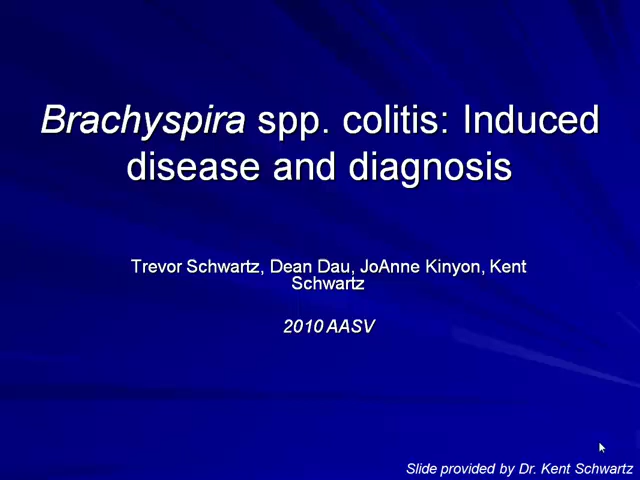 Brachyspira spp. colitis: Induced
disease and diagnosis
Trevor Schwartz, Dean Dau, JoAnne Kinyon, Kent
Schwartz
2010 AASV
Slide provided by Dr. Kent Schwartz